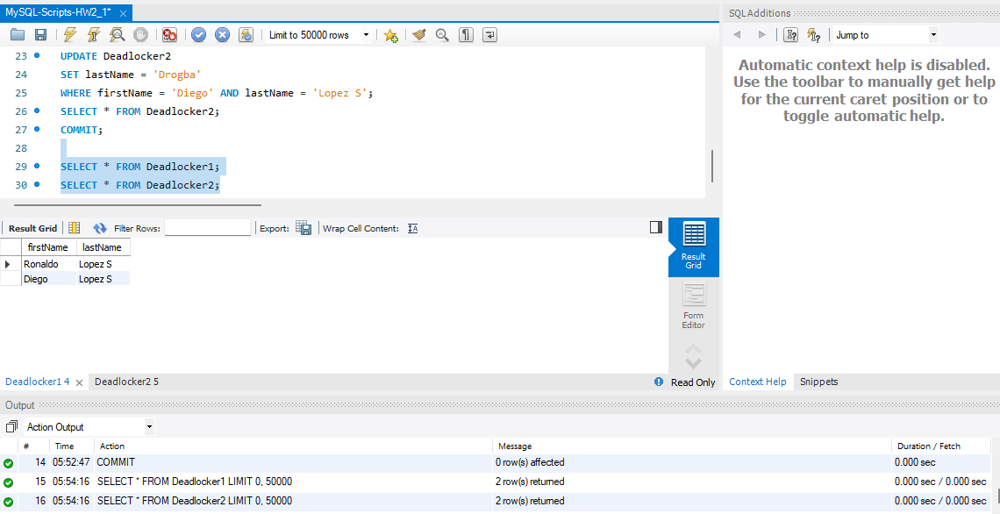 MySQL-Scripts-HW2_1*
SQLAdditions
Limit to 50000 rows
Jump to
23 UPDATE Deadlocker2
24 SET lastName = 'Drogba'
25 WHERE firstName = 'Diego' AND lastName = 'Lopez S';
26 SELECT * FROM Deadlocker2;
27 COMMIT;
28
29 SELECT * FROM Deadlocker1;
30 SELECT * FROM Deadlocker2;
Automatic context help is disabled.
Use the toolbar to manually get help
for the current caret position or to
toggle automatic help.
Result Grid Filter Rows: Export: Wrap Cell Content:
firstName lastName
Ronaldo Lopez S
Diego Lopez S
Result
Grid
Form
Editor
Deadlocker1 4 Deadlocker2 5
Read Only
Context Help Snippets
Output
Action Output
# Time Action Message Duration / Fetch
14 05:52:47 COMMIT 0 row(s) affected 0.000 sec
15 05:54:16 SELECT * FROM Deadlocker1 LIMIT 0, 50000 2 row(s) returned 0.000 sec / 0.000 sec
16 05:54:16 SELECT * FROM Deadlocker2 LIMIT 0, 50000 2 row(s) returned 0.000 sec / 0.000 sec